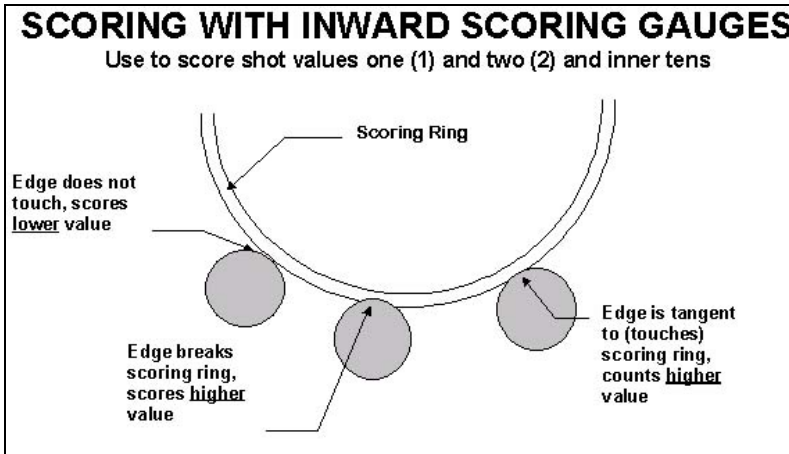 SCORING WITH INWARD SCORING GAUGES
Use to score shot values one (1) and two (2) and inner tens
Scoring Ring
Edge does not
touch, scores
lower value
Edge breaks
scoring ring,
scores higher
value
Edge is tangent
to (touches)
scoring ring,
counts higher
value